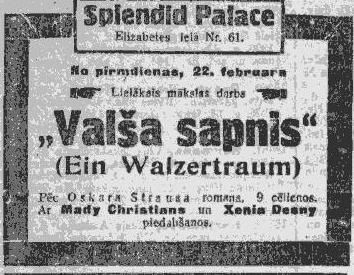 Splendid Palace
Elizabetes ielā Nr. 61.
No pirmdienas, 22. februara
Lielākais mākslas darbs
„Valša sapnis“
(Ein Walzertraum)
Pēc Oskara Strausa romana, 9 cēlienos.
Ar Mady Christians un Xenia Desny
piedalīšanos.